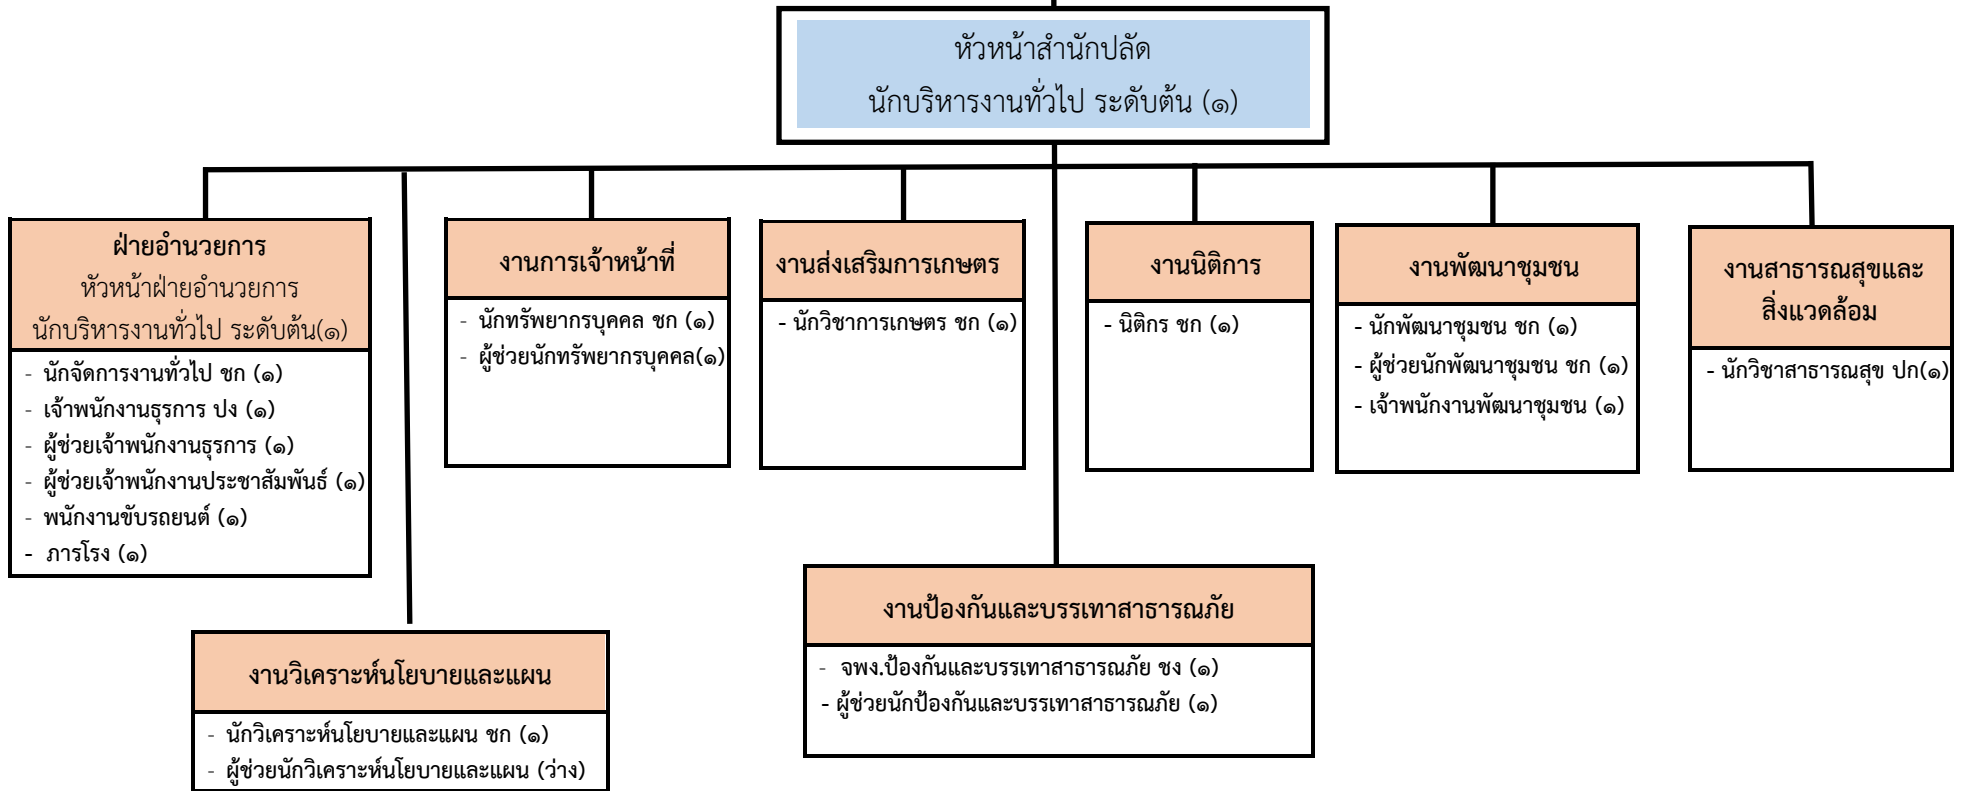 หัวหน้าสำนักปลัด
นักบริหารงานทั่วไป ระดับต้น (๑)
ฝ่ายอำนวยการ
หัวหน้าฝ่ายอำนวยการ
นักบริหารงานทั่วไป ระดับต้น(๑)
- นักจัดการงานทั่วไป ชก (๑)
- เจ้าพนักงานธุรการ ปง (๑)
- ผู้ช่วยเจ้าพนักงานธุรการ (๑)
- ผู้ช่วยเจ้าพนักงานประชาสัมพันธ์ (๑)
- พนักงานขับรถยนต์ (๑)
- ภารโรง (๑)
งานการเจ้าหน้าที่
- นักทรัพยากรบุคคล ชก (๑)
- ผู้ช่วยนักทรัพยากรบุคคล(๑)
งานส่งเสริมการเกษตร
- นักวิชาการเกษตร ชก (๑)
งานนิติการ
- นิติกร ชก (๑)
งานพัฒนาชุมชน
- นักพัฒนาชุมชน ชก (๑)
- ผู้ช่วยนักพัฒนาชุมชน ชก (๑)
- เจ้าพนักงานพัฒนาชุมชน (๑)
งานสาธารณสุขและ
สิ่งแวดล้อม
- นักวิชาสาธารณสุข ปก(๑)
งานวิเคราะห์นโยบายและแผน
- นักวิเคราะห์นโยบายและแผน ชก (๑)
- ผู้ช่วยนักวิเคราะห์นโยบายและแผน (ว่าง)
งานป้องกันและบรรเทาสาธารณภัย
- จพง.ป้องกันและบรรเทาสาธารณภัย ชง (๑)
- ผู้ช่วยนักป้องกันและบรรเทาสาธารณภัย (๑)